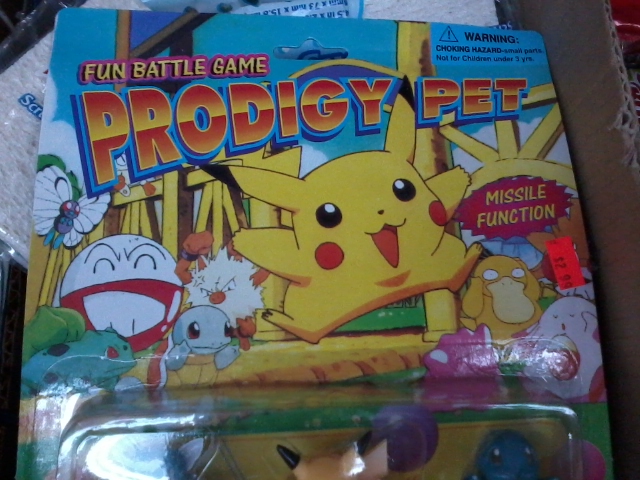 WARNING:
CHOKING HAZARD-small parts.
Not for Children under 3 yrs.
FUN BATTLE GAME
PRODIGY PET
MISSILE
FUNCTION